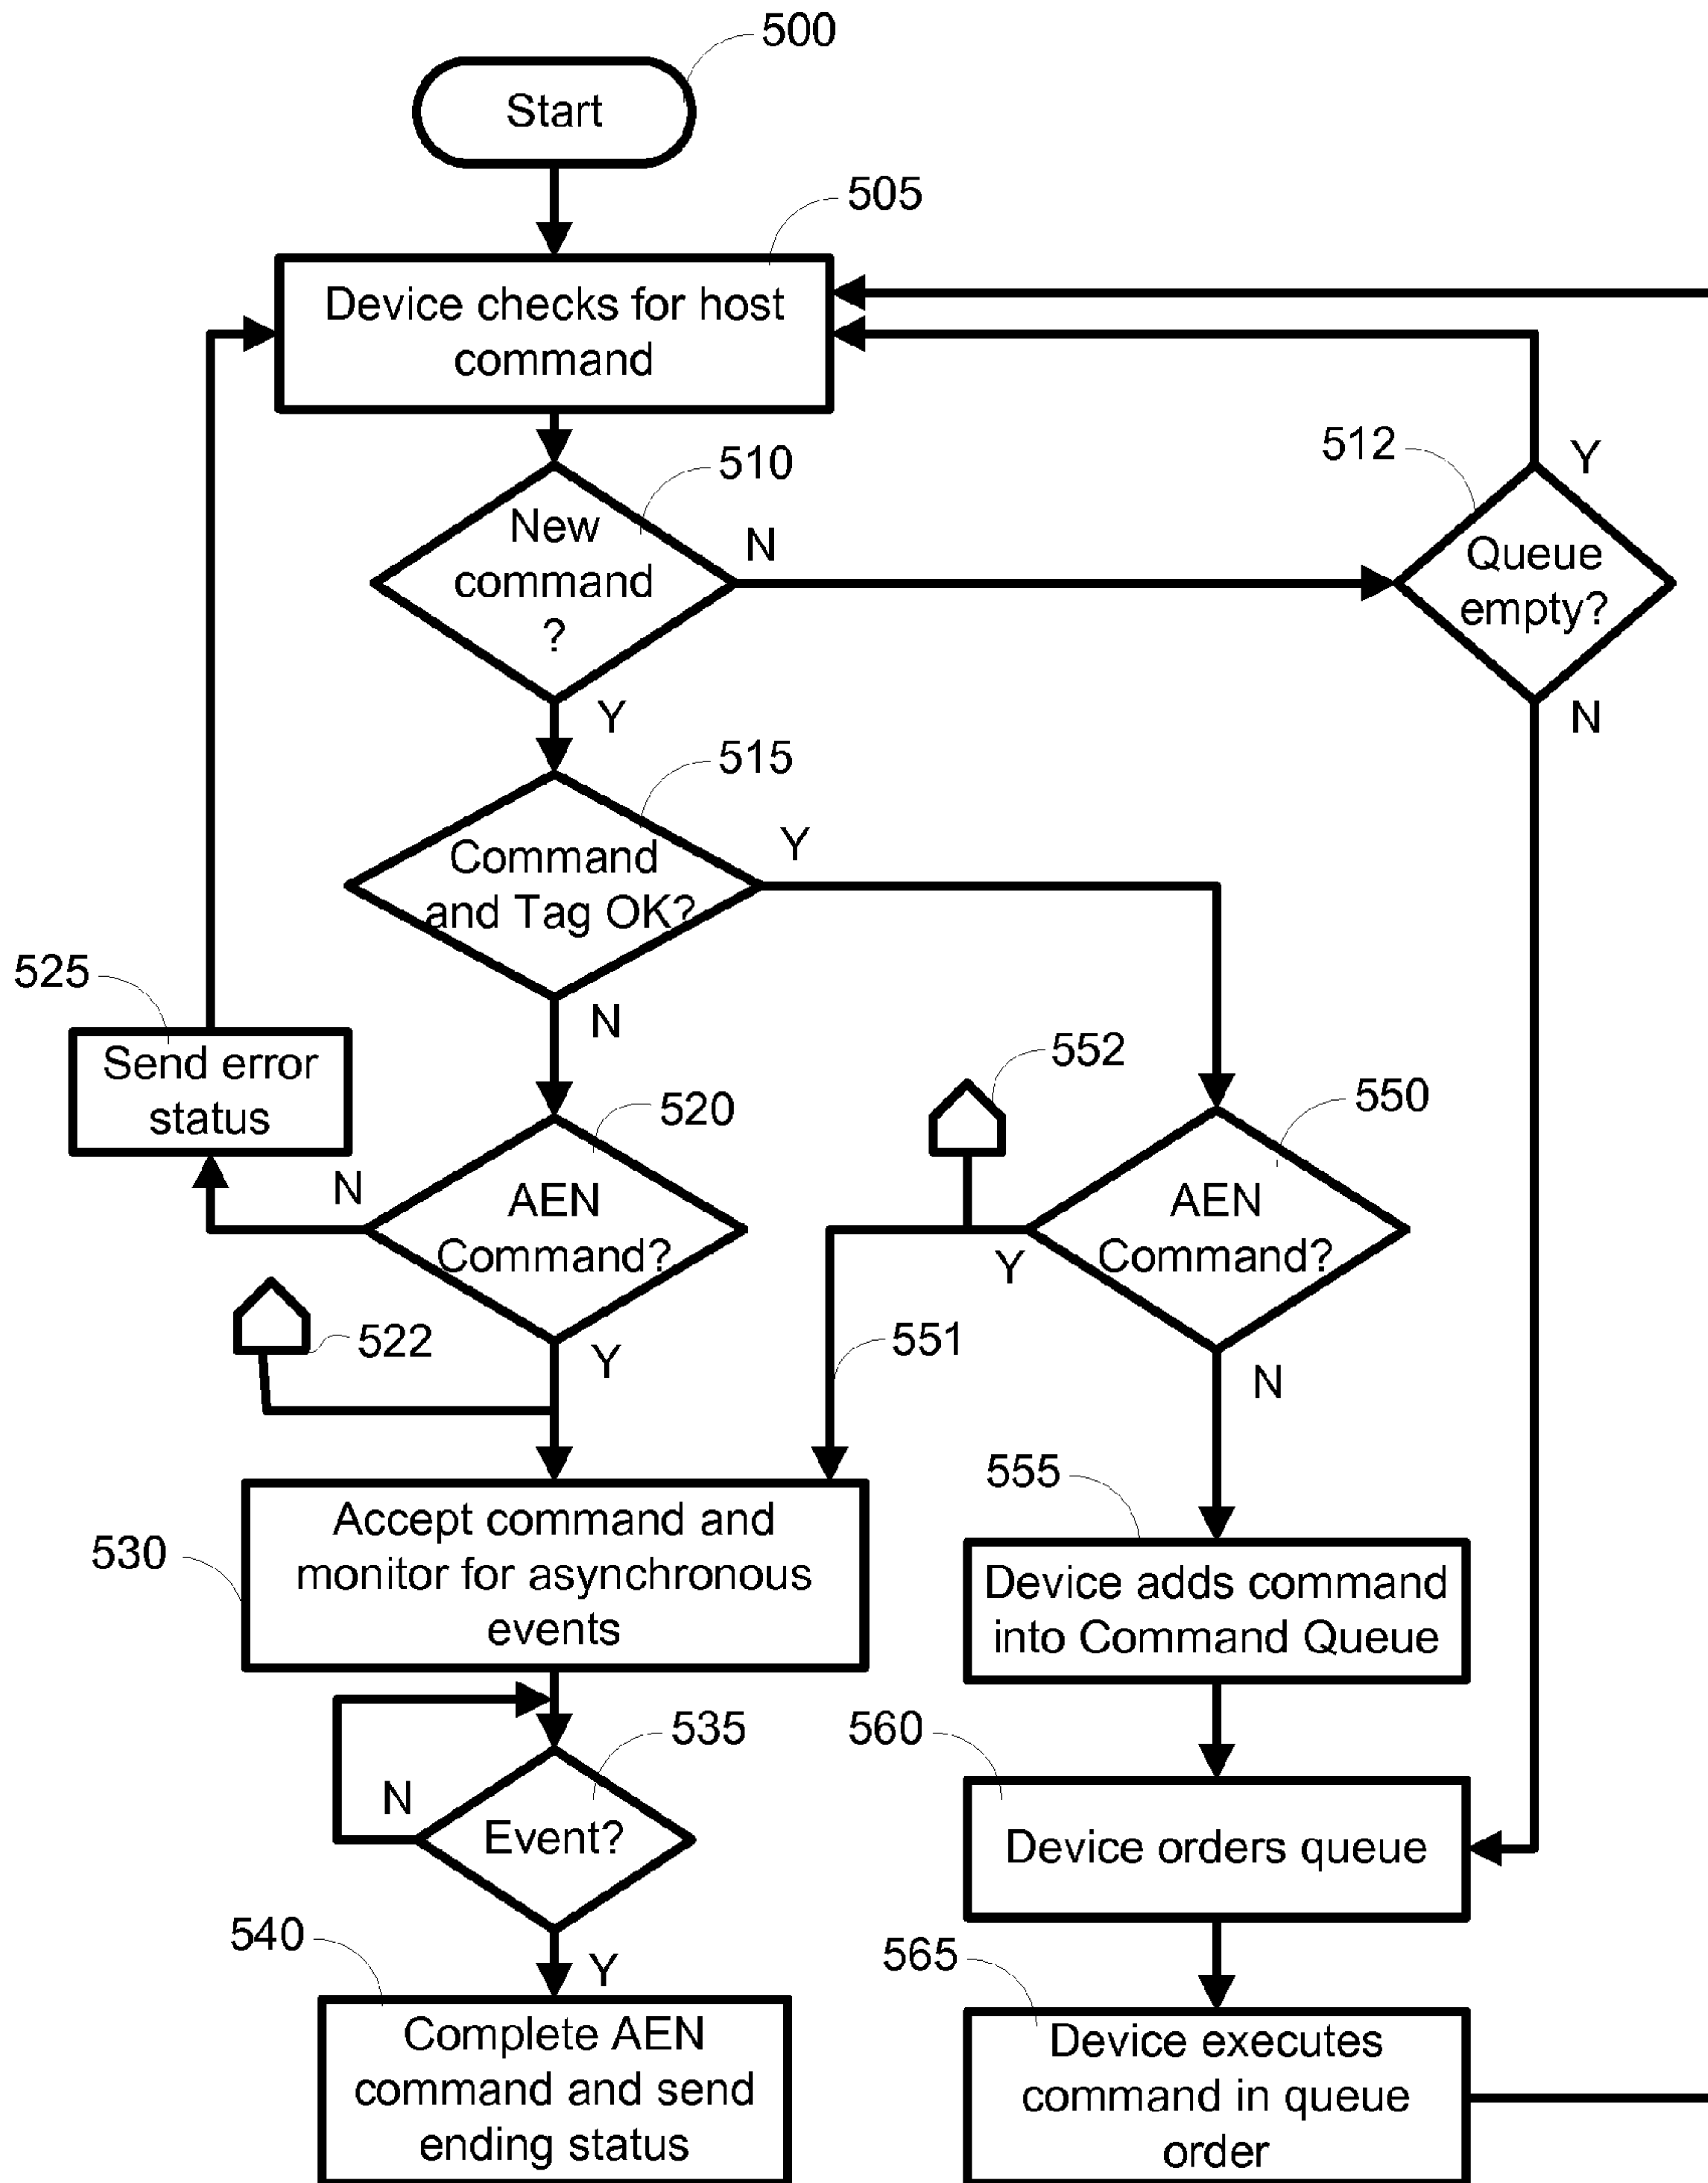 500
Start
505
Device checks for host
command
510
New
command
?
N
Y
512
Queue
empty?
Y
N
515
Command
and Tag OK?
Y
N
525
Send error
status
520
AEN
Command?
N
Y
522
552
550
AEN
Command?
Y
N
551
530
Accept command and
monitor for asynchronous
events
555
Device adds command
into Command Queue
535
Event?
N
Y
560
Device orders queue
540
Complete AEN
command and send
ending status
565
Device executes
command in queue
order